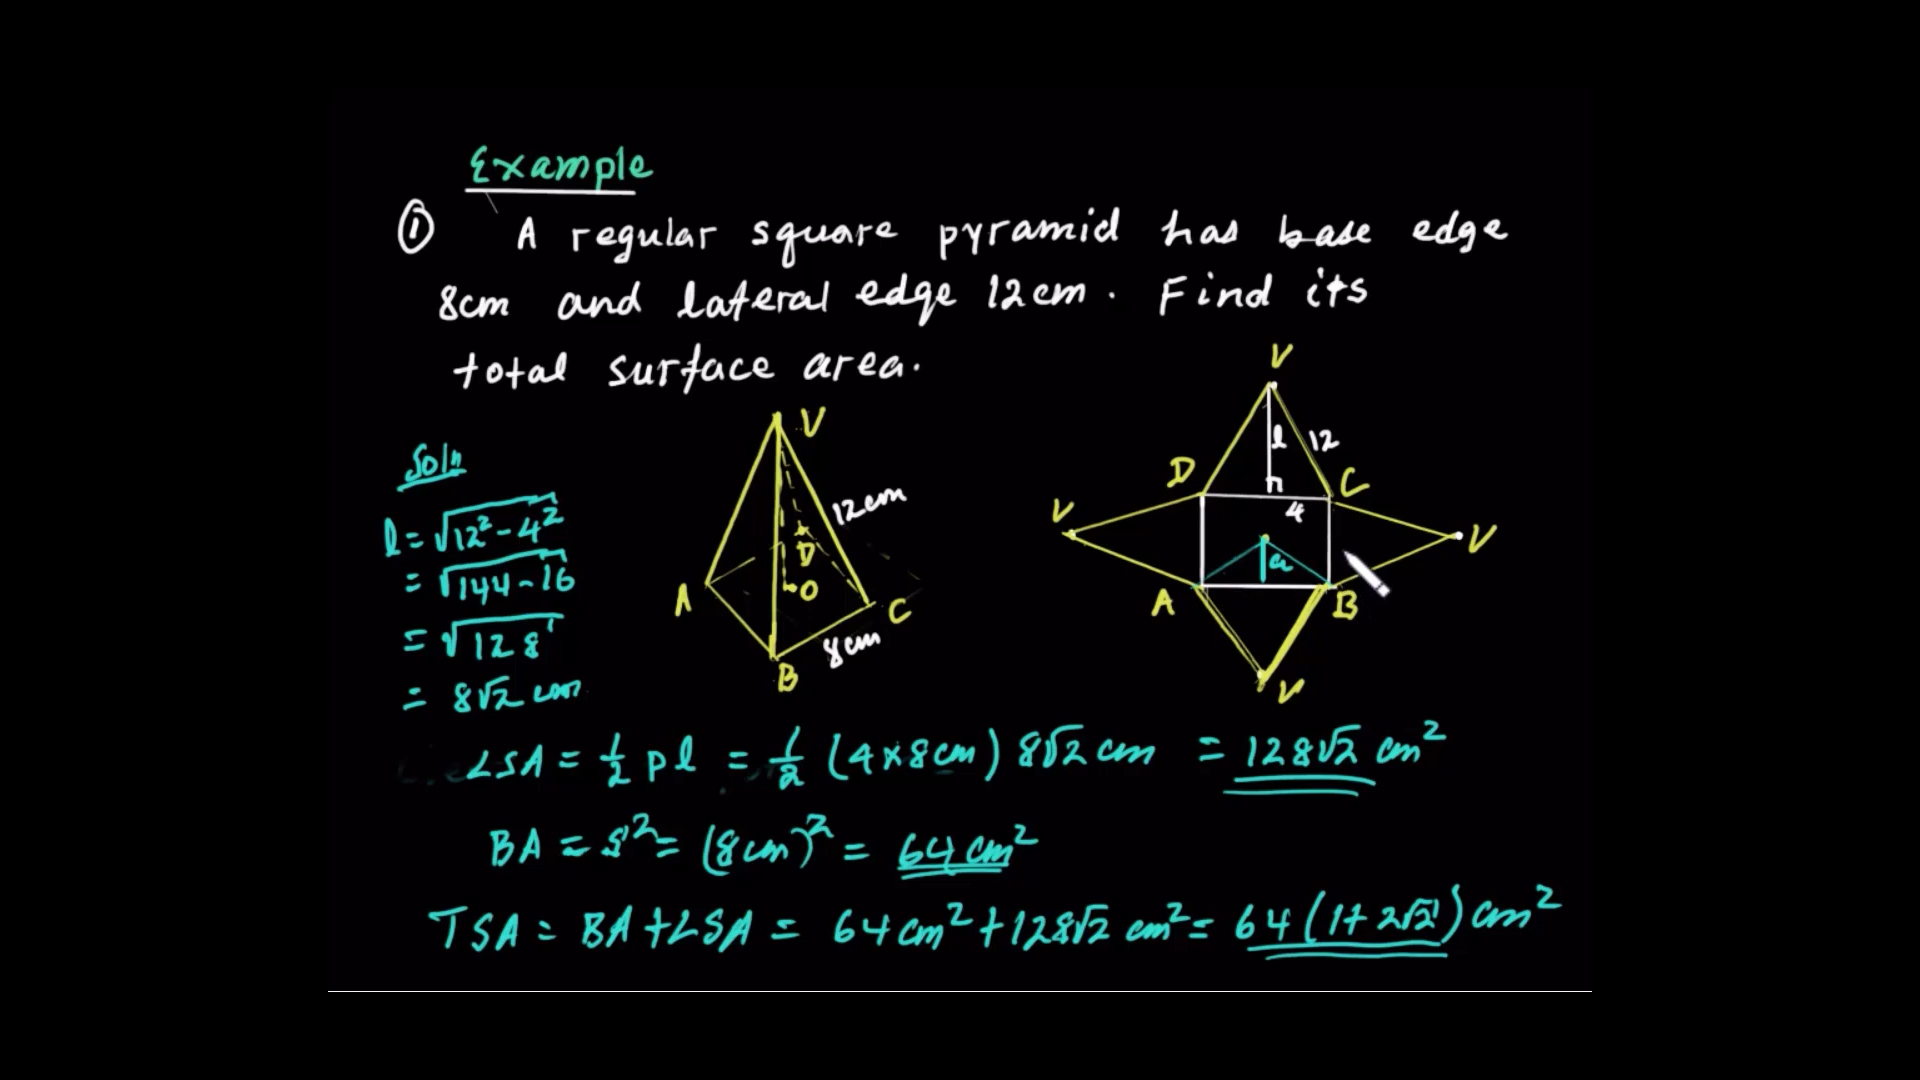 Example
① A regular square pyramid has base edge
8cm and lateral edge 12cm. Find its
total surface area.
Soln
l = √12² - 4²
= √144 - 16
= √128
= 8√2 cm
V
12cm
D
O
A
C
8cm
B
V
l
12
D
C
4
V
V
a
A
B
V
LSA = 1/2 pl = 1/2 (4×8cm) 8√2 cm = 128√2 cm²
BA = s² = (8cm)² = 64 cm²
TSA = BA + LSA = 64 cm² + 128√2 cm² = 64(1+2√2) cm²